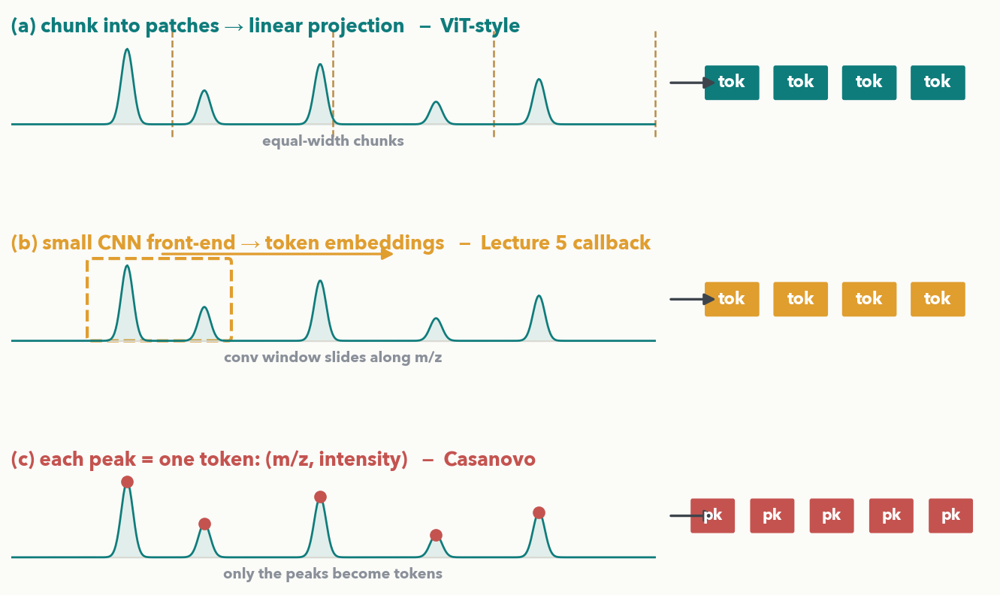 (a) chunk into patches → linear projection – ViT-style
tok tok tok tok
equal-width chunks
(b) small CNN front-end → token embeddings – Lecture 5 callback
tok tok tok tok
conv window slides along m/z
(c) each peak = one token: (m/z, intensity) – Casanovo
pk pk pk pk pk
only the peaks become tokens